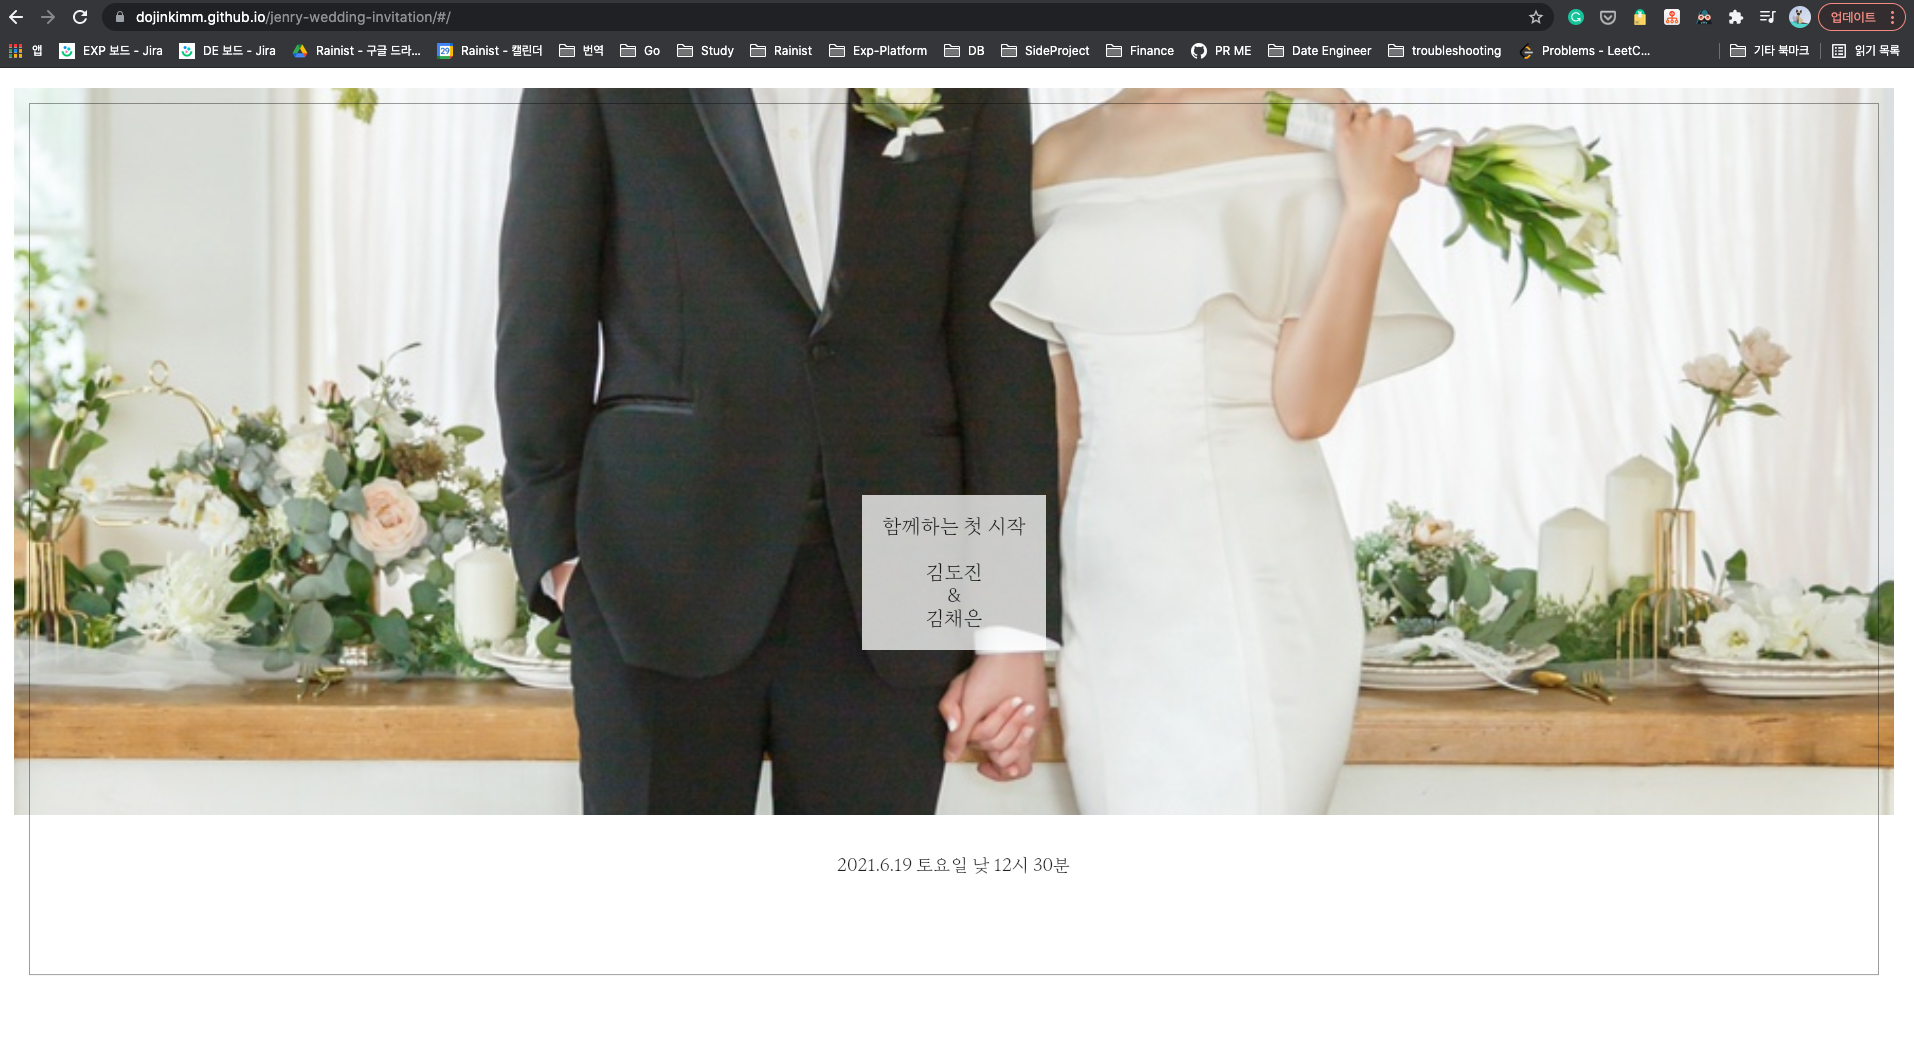 dojinkimm.github.io/jenry-wedding-invitation/#/
업데이트
앱
EXP 보드 - Jira
DE 보드 - Jira
Rainist - 구글 드라...
29
Rainist - 캘린더
번역
Go
Study
Rainist
Exp-Platform
DB
SideProject
Finance
PR ME
Date Engineer
troubleshooting
Problems - LeetC...
기타 북마크
읽기 목록
함께하는 첫 시작
김도진
&
김채은
2021.6.19 토요일 낮 12시 30분